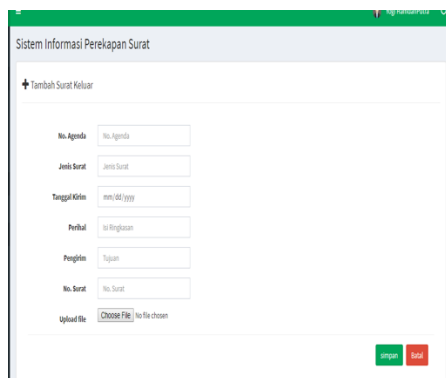 Sistem Informasi Perekapan Surat
Tambah Surat Keluar
No. Agenda No. Agenda
Jenis Surat Jenis Surat
Tanggal Kirim mm/dd/yyyy
Perihal Isi Ringkasan
Pengirim Tujuan
No. Surat No. Surat
Upload file Choose File No file chosen
simpan Batal